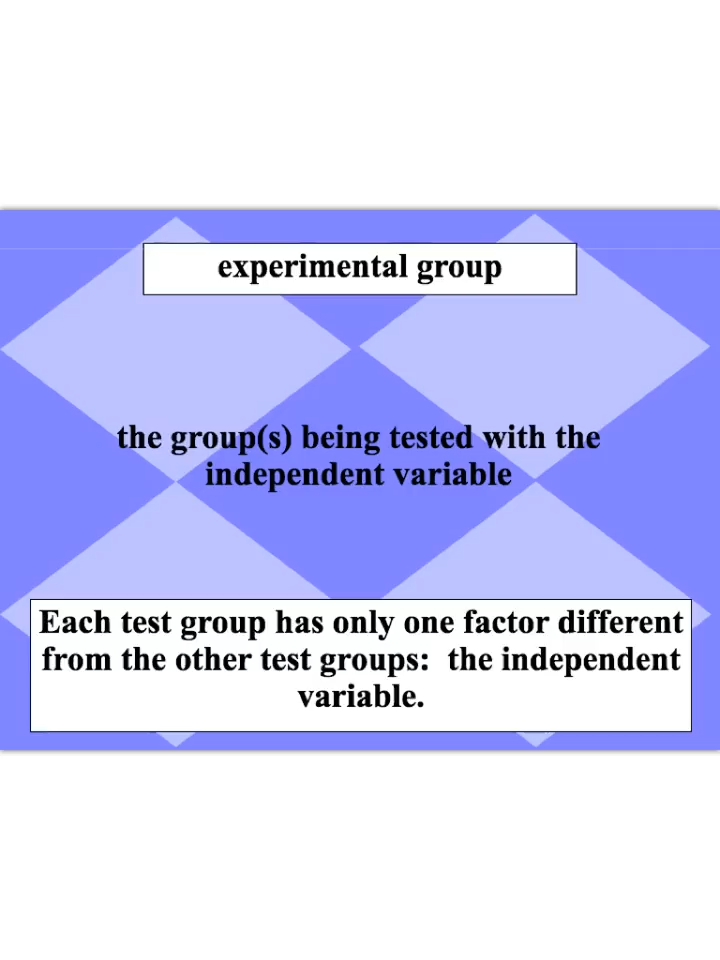 experimental group
the group(s) being tested with the
independent variable
Each test group has only one factor different
from the other test groups:  the independent
variable.